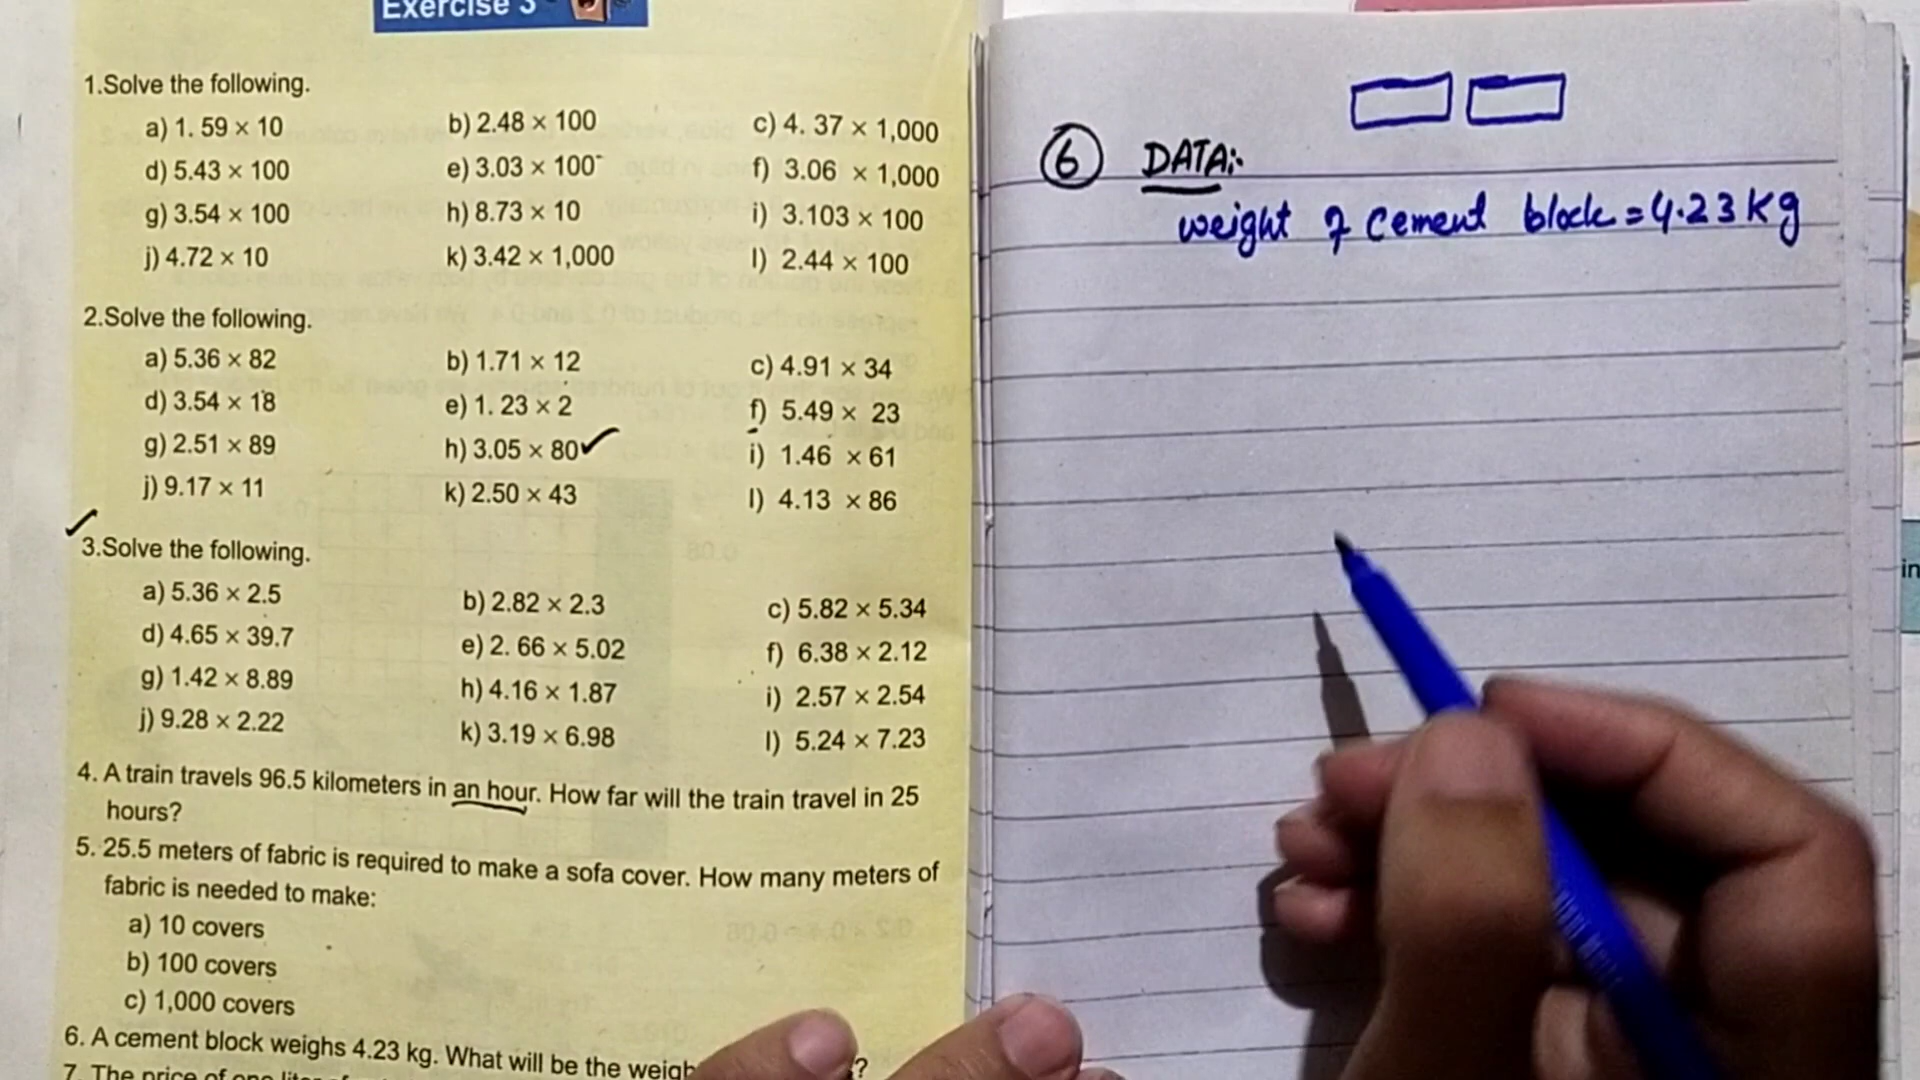 Exercise 3
1.Solve the following.
a) 1. 59 × 10 b) 2.48 × 100 c) 4. 37 × 1,000
d) 5.43 × 100 e) 3.03 × 100 f) 3.06 × 1,000
g) 3.54 × 100 h) 8.73 × 10 i) 3.103 × 100
j) 4.72 × 10 k) 3.42 × 1,000 l) 2.44 × 100
2.Solve the following.
a) 5.36 × 82 b) 1.71 × 12 c) 4.91 × 34
d) 3.54 × 18 e) 1. 23 × 2 f) 5.49 × 23
g) 2.51 × 89 h) 3.05 × 80 i) 1.46 × 61
j) 9.17 × 11 k) 2.50 × 43 l) 4.13 × 86
3.Solve the following.
a) 5.36 × 2.5 b) 2.82 × 2.3 c) 5.82 × 5.34
d) 4.65 × 39.7 e) 2. 66 × 5.02 f) 6.38 × 2.12
g) 1.42 × 8.89 h) 4.16 × 1.87 i) 2.57 × 2.54
j) 9.28 × 2.22 k) 3.19 × 6.98 l) 5.24 × 7.23
4. A train travels 96.5 kilometers in an hour. How far will the train travel in 25
hours?
5. 25.5 meters of fabric is required to make a sofa cover. How many meters of
fabric is needed to make:
a) 10 covers
b) 100 covers
c) 1,000 covers
6. A cement block weighs 4.23 kg. What will be the weigh ?
7. The price of one liter of
6 DATA:-
weight of cement block = 4.23 kg
in